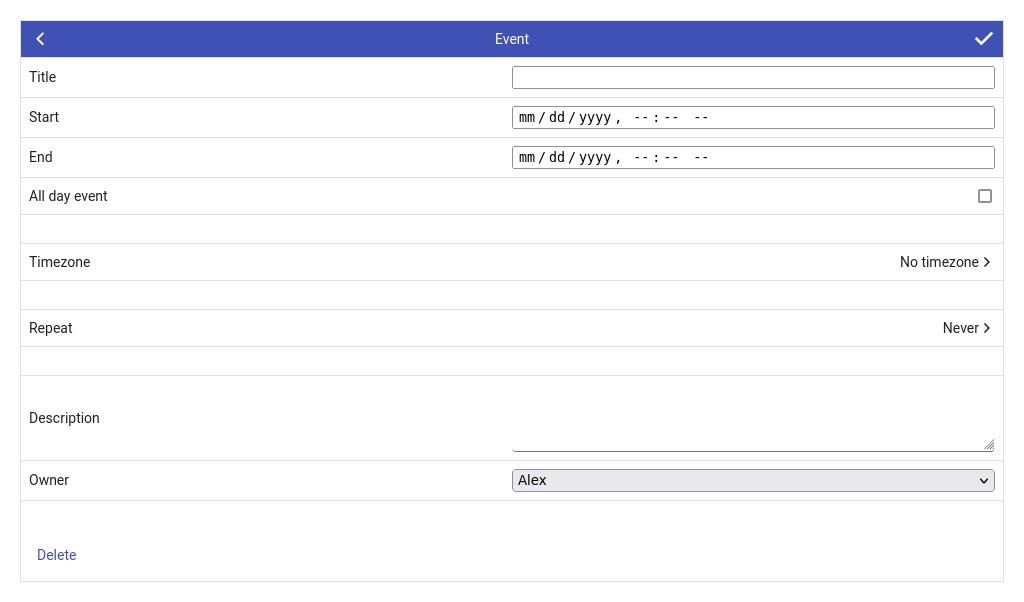 Event
Title
Start mm/dd/yyyy, --:-- --
End mm/dd/yyyy, --:-- --
All day event
Timezone No timezone
Repeat Never
Description
Owner Alex
Delete